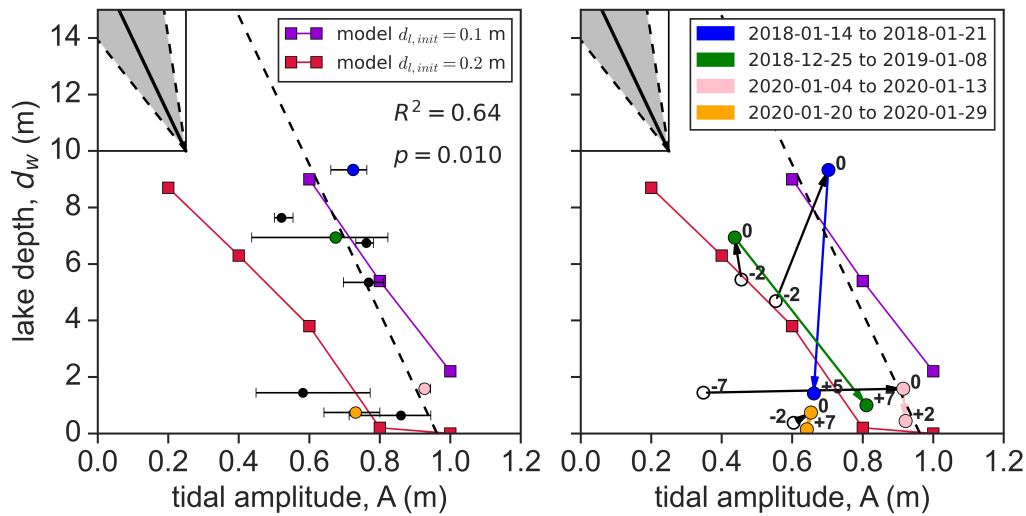 model d_{l,init} = 0.1 m
model d_{l,init} = 0.2 m
R² = 0.64
p = 0.010
lake depth, d_w (m)
14
12
10
8
6
4
2
0
0.0 0.2 0.4 0.6 0.8 1.0 1.2
tidal amplitude, A (m)
2018-01-14 to 2018-01-21
2018-12-25 to 2019-01-08
2020-01-04 to 2020-01-13
2020-01-20 to 2020-01-29
0
0
-2
-2
-7
+5
0
+7
-2
0
+7
+2
0.0 0.2 0.4 0.6 0.8 1.0 1.2
tidal amplitude, A (m)